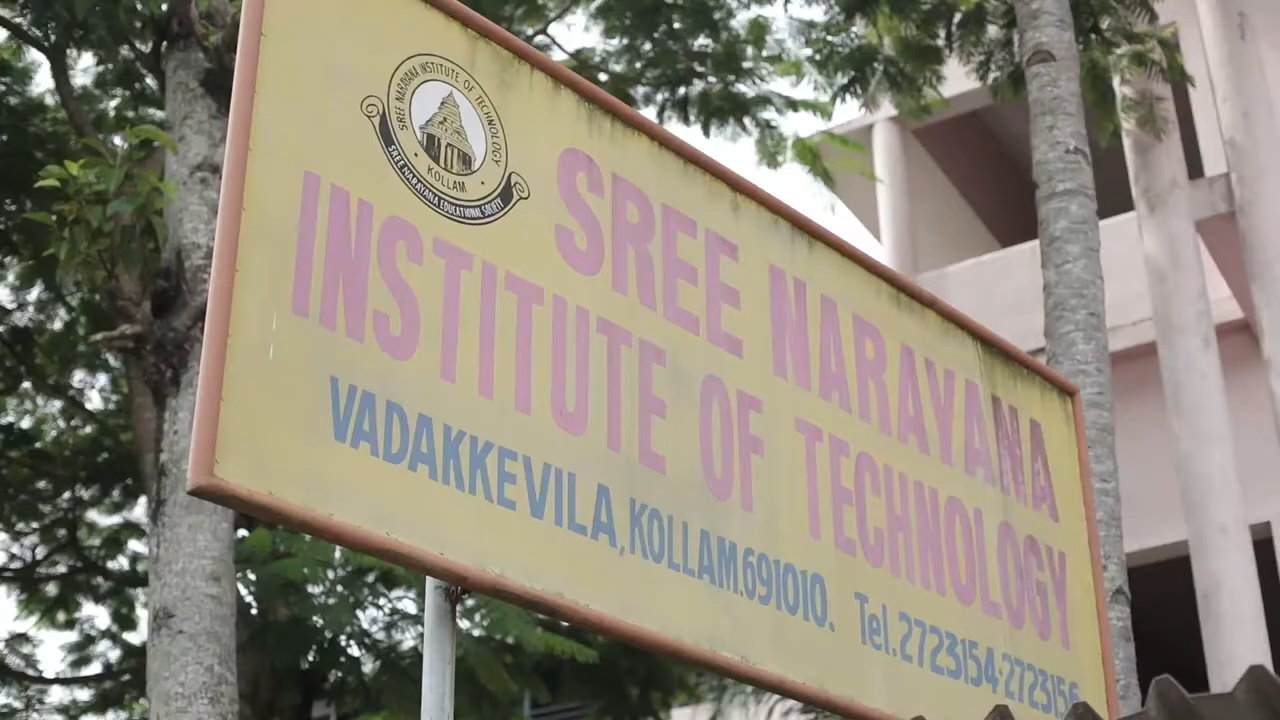 SREE NARAYANA INSTITUTE OF TECHNOLOGY
· KOLLAM ·
SREE NARAYANA EDUCATIONAL SOCIETY
SREE NARAYANA
INSTITUTE OF TECHNOLOGY
VADAKKEVILA, KOLLAM.691010.
Tel.2723154·2723156